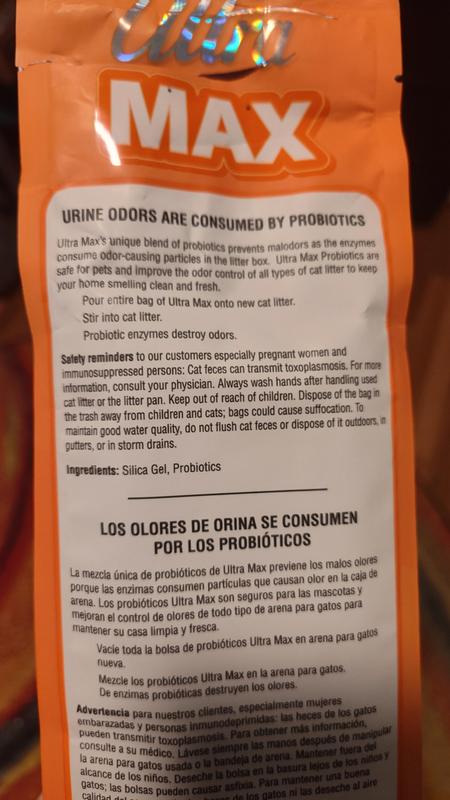 Ultra
MAX
URINE ODORS ARE CONSUMED BY PROBIOTICS
Ultra Max's unique blend of probiotics prevents malodors as the enzymes
consume odor-causing particles in the litter box. Ultra Max Probiotics are
safe for pets and improve the odor control of all types of cat litter to keep
your home smelling clean and fresh.
Pour entire bag of Ultra Max onto new cat litter.
Stir into cat litter.
Probiotic enzymes destroy odors.
Safety reminders to our customers especially pregnant women and
immunosuppressed persons: Cat feces can transmit toxoplasmosis. For more
information, consult your physician. Always wash hands after handling used
cat litter or the litter pan. Keep out of reach of children. Dispose of the bag in
the trash away from children and cats; bags could cause suffocation. To
maintain good water quality, do not flush cat feces or dispose of it outdoors, in
gutters, or in storm drains.
Ingredients: Silica Gel, Probiotics
LOS OLORES DE ORINA SE CONSUMEN
POR LOS PROBIÓTICOS
La mezcla única de probióticos de Ultra Max previene los malos olores
porque las enzimas consumen partículas que causan olor en la caja de
arena. Los probióticos Ultra Max son seguros para las mascotas y
mejoran el control de olores de todo tipo de arena para gatos para
mantener su casa limpia y fresca.
Vacíe toda la bolsa de probióticos Ultra Max en arena para gatos
nueva.
Mezcle los probióticos Ultra Max en la arena para gatos.
De enzimas probióticas destruyen los olores.
Advertencia para nuestros clientes, especialmente mujeres
embarazadas y personas inmunodeprimidas: las heces de los gatos
pueden transmitir toxoplasmosis. Para obtener más información,
consulte a su médico. Lávese siempre las manos después de manipular
la arena para gatos usada o la bandeja de arena. Mantener fuera del
alcance de los niños. Deseche la bolsa en la basura lejos de los niños y
gatos; las bolsas pueden causar asfixia. Para mantener una buena
calidad del de los gatos ni las deseche al aire